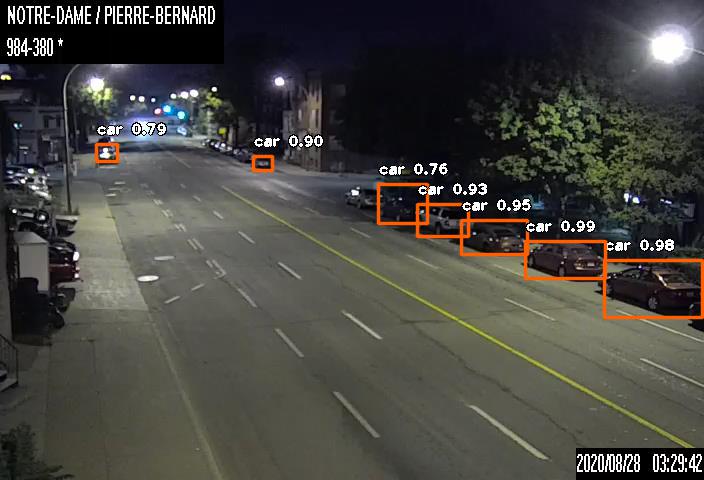 NOTRE-DAME / PIERRE-BERNARD
984-380 *
car 0.79
car 0.90
car 0.76
car 0.93
car 0.95
car 0.99
car 0.98
2020/08/28 03:29:42